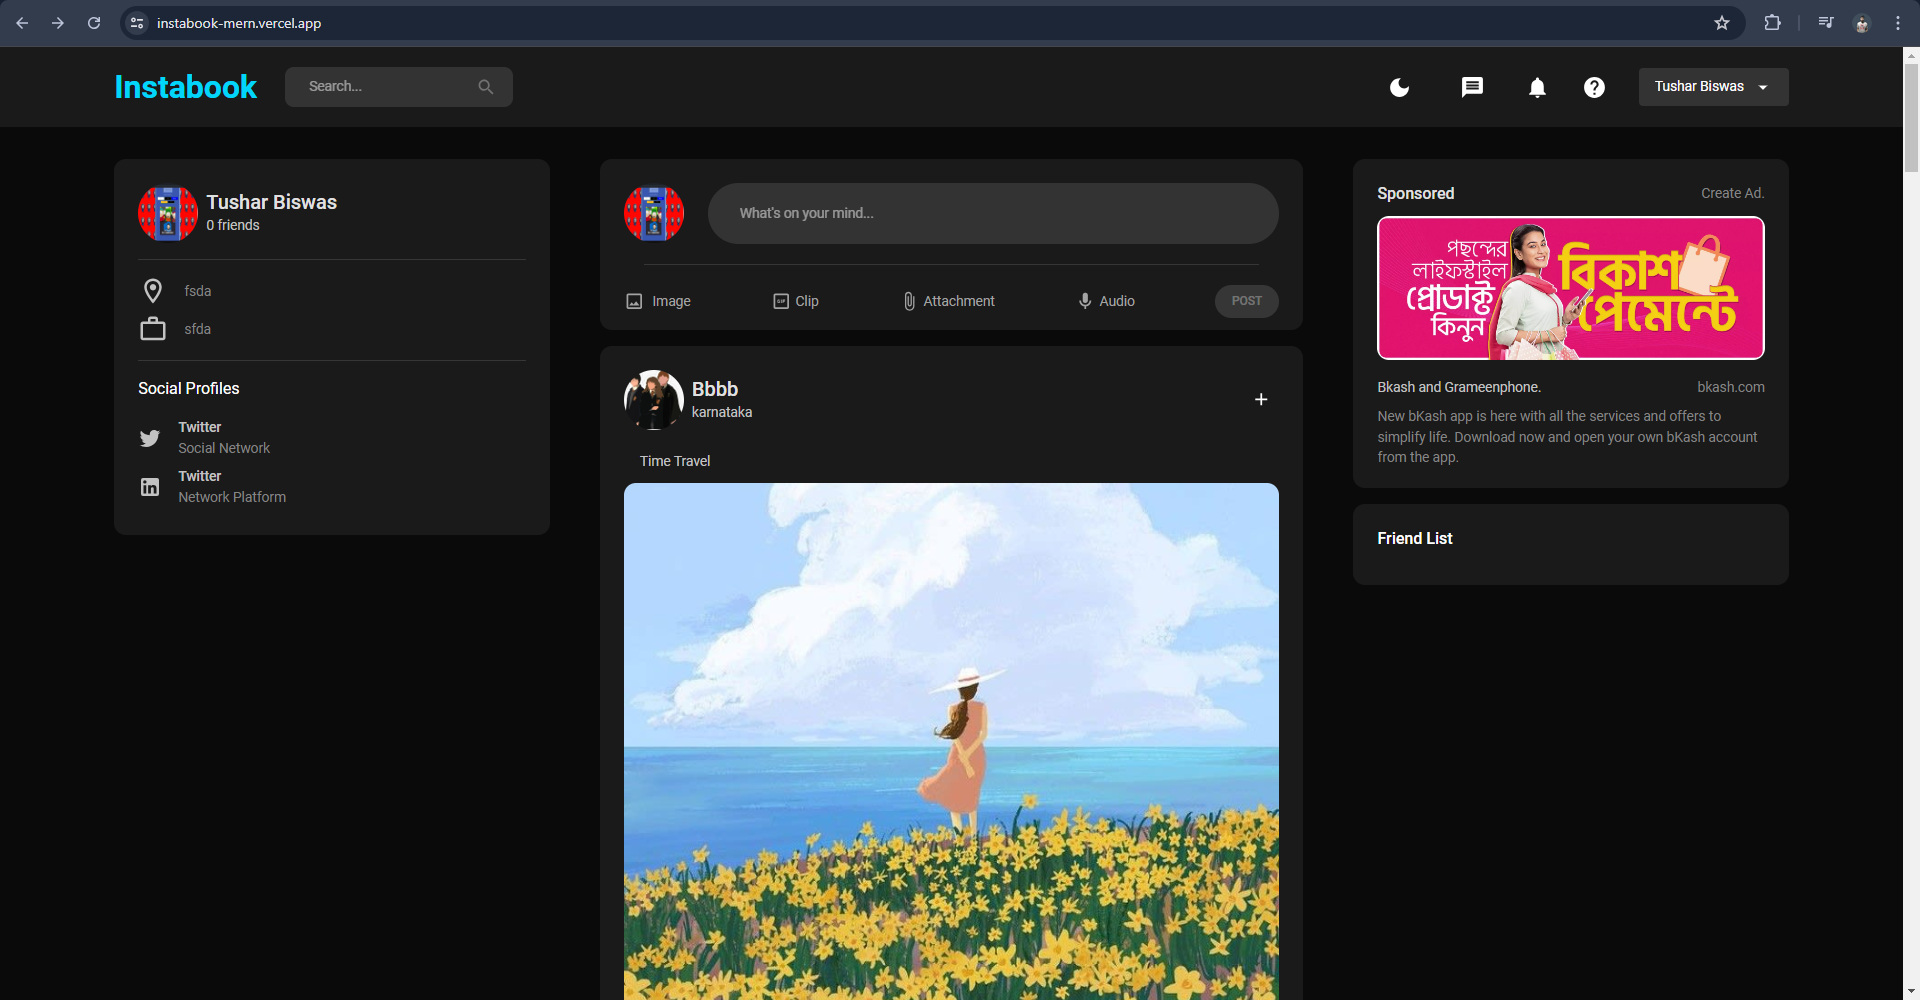 instabook-mern.vercel.app
Instabook
Search...
Tushar Biswas
Tushar Biswas
0 friends
fsda
sfda
Social Profiles
Twitter
Social Network
Twitter
Network Platform
What's on your mind...
Image
GIF
Clip
Attachment
Audio
POST
Bbbb
karnataka
Time Travel
Sponsored
Create Ad.
পছন্দের
লাইফস্টাইল
প্রোডাক্ট
কিনুন
বিকাশ
পেমেন্টে
Bkash and Grameenphone.
bkash.com
New bKash app is here with all the services and offers to
simplify life. Download now and open your own bKash account
from the app.
Friend List